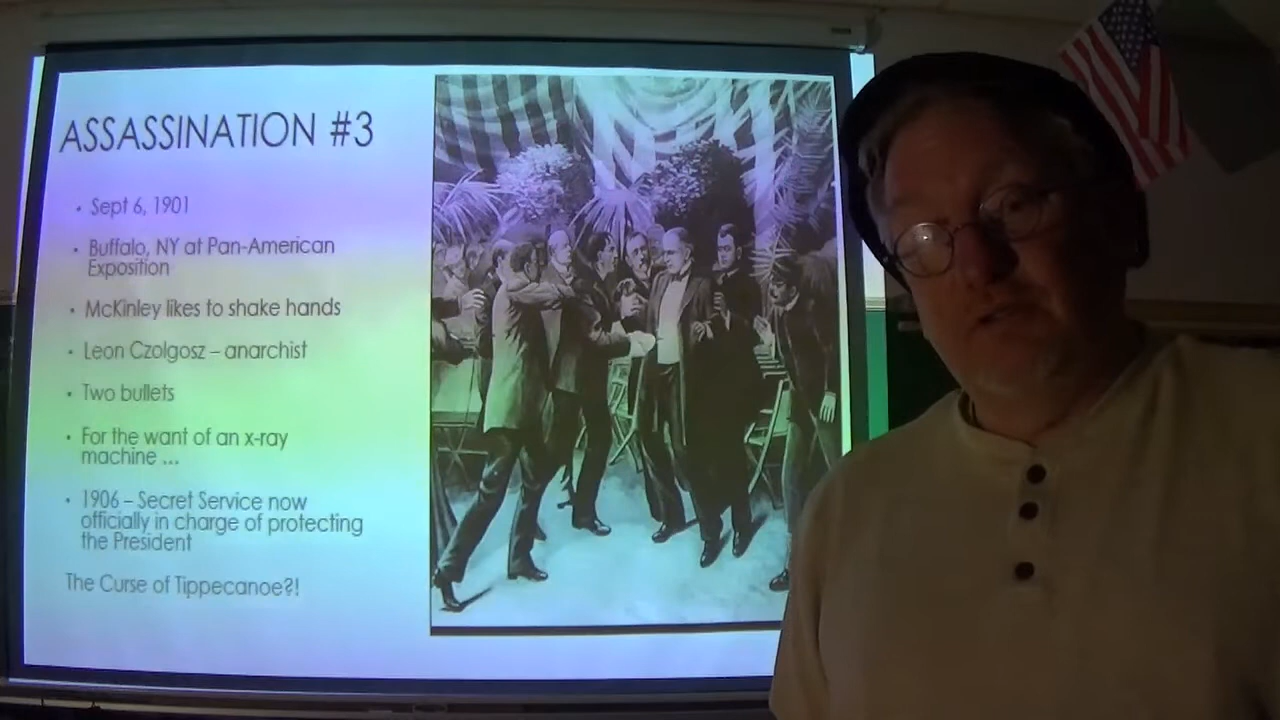 ASSASSINATION #3
• Sept 6, 1901
• Buffalo, NY at Pan-American
Exposition
• McKinley likes to shake hands
• Leon Czolgosz – anarchist
• Two bullets
• For the want of an x-ray
machine ...
• 1906 – Secret Service now
officially in charge of protecting
the President
The Curse of Tippecanoe?!